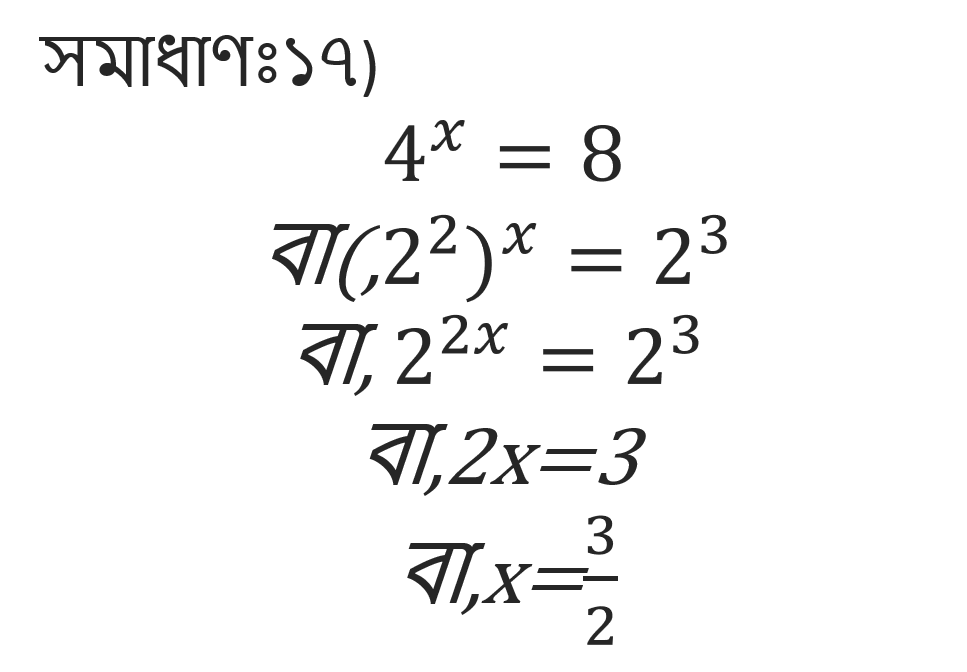 সমাধাণঃ১৭)
4^x = 8
বা(,2^2)^x = 2^3
বা, 2^{2x} = 2^3
বা,2x=3
বা,x=3/2